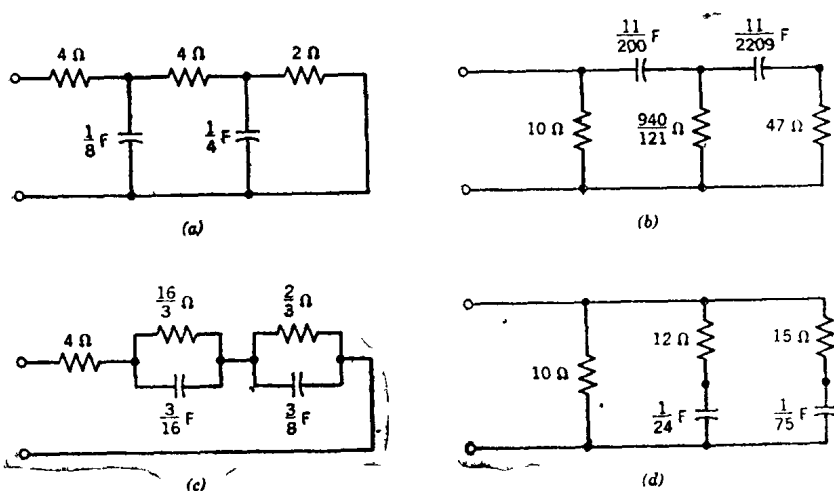 4 Ω 4 Ω 2 Ω
1/8 F 1/4 F
(a)
11/200 F 11/2209 F
10 Ω 940/121 Ω 47 Ω
(b)
16/3 Ω 2/3 Ω
4 Ω
3/16 F 3/8 F
(c)
12 Ω 15 Ω
10 Ω
1/24 F 1/75 F
(d)